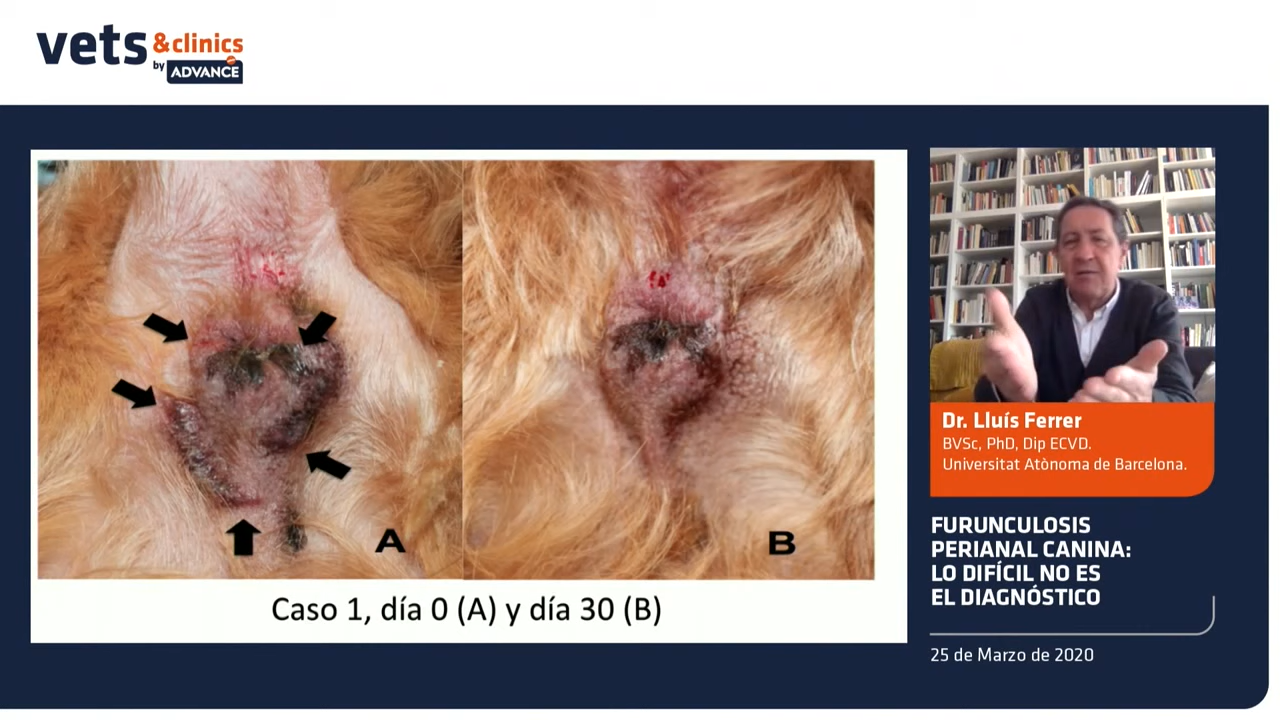 vets &clinics
by ADVANCE
A
B
Caso 1, día 0 (A) y día 30 (B)
Dr. Lluís Ferrer
BVSc, PhD, Dip ECVD.
Universitat Autònoma de Barcelona.
FURUNCULOSIS
PERIANAL CANINA:
LO DIFÍCIL NO ES
EL DIAGNÓSTICO
25 de Marzo de 2020